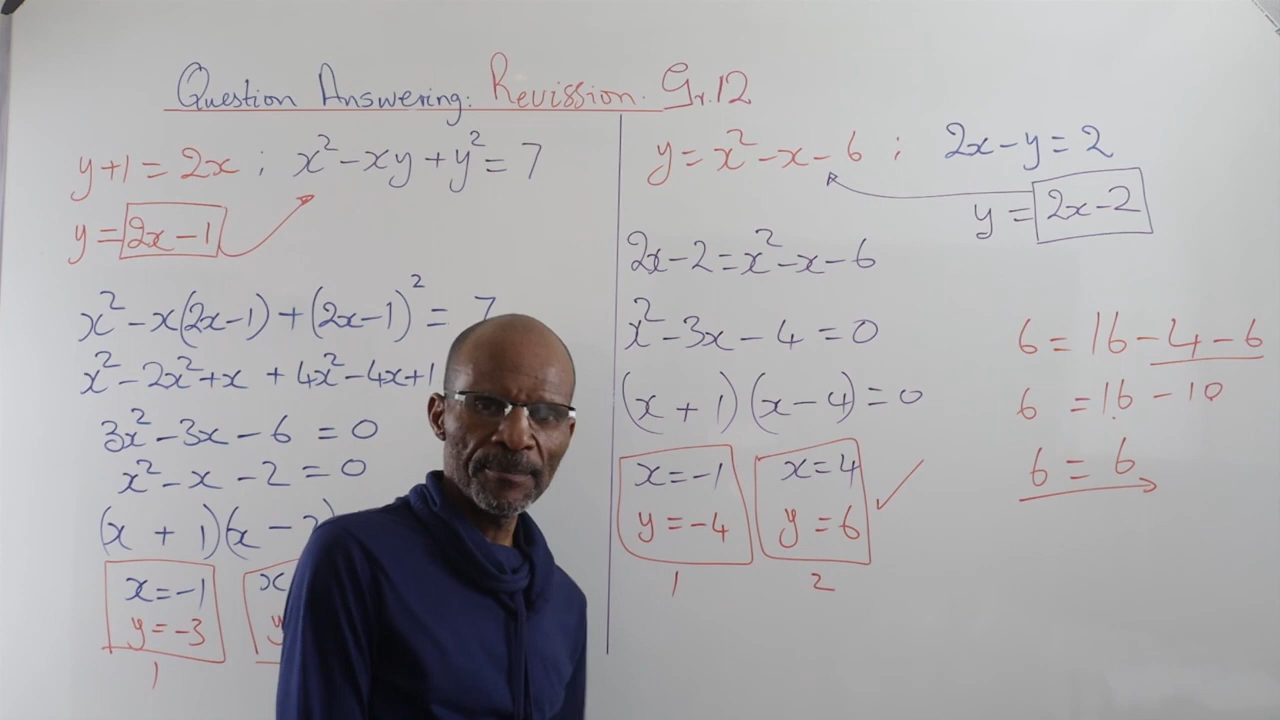 Question Answering: Revission. Gr.12
y+1 = 2x ; x²-xy+y²=7
y = 2x-1
x²-x(2x-1)+(2x-1)² = 7
x²-2x²+x + 4x²-4x+1
3x²-3x-6 = 0
x²-x-2 = 0
(x + 1)(x -
x=-1
y=-3
1
x
y
y = x²-x-6 ; 2x-y=2
y = 2x-2
2x-2=x²-x-6
x²-3x-4=0
(x+1)(x-4)=0
x=-1
y=-4
1
x=4
y=6
2
6 = 16-4-6
6 = 16-10
6 = 6